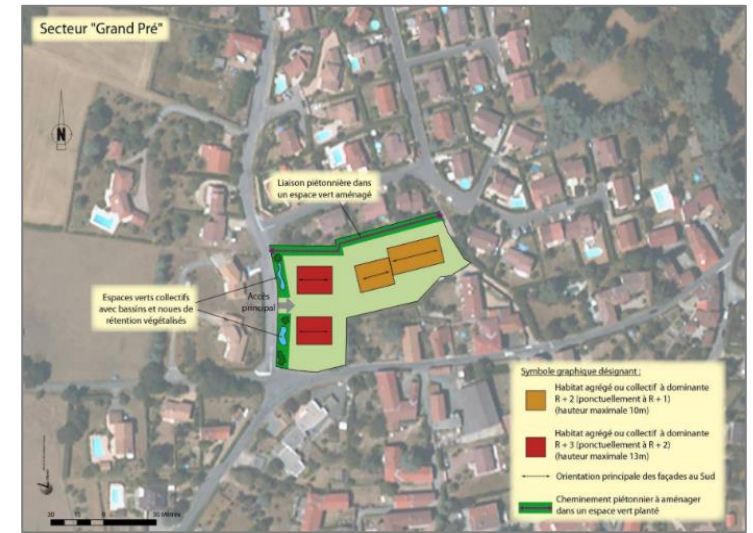 Secteur "Grand Pré"
N
Liaison piétonnière dans
un espace vert aménagé
Espaces verts collectifs
avec bassins et noues de
rétention végétalisés
Accès
principal
Symbole graphique désignant :
Habitat agrégé ou collectif à dominante
R + 2 (ponctuellement à R + 1)
(hauteur maximale 10m)
Habitat agrégé ou collectif à dominante
R + 3 (ponctuellement à R + 2)
(hauteur maximale 13m)
Orientation principale des façades au Sud
Cheminement piétonnier à aménager
dans un espace vert planté